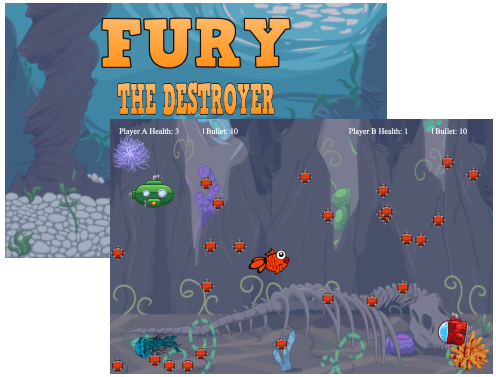 FURY
THE DESTROYER
Player A Health: 3 | Bullet: 10 Player B Health: 1 | Bullet: 10